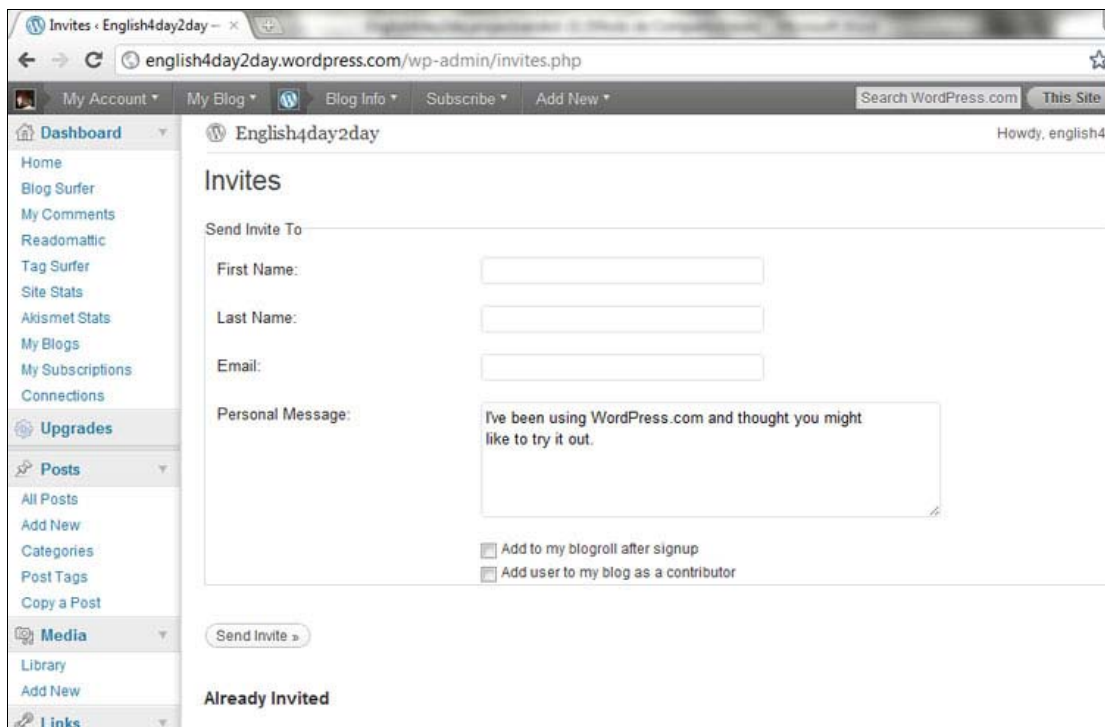 Invites ‹ English4day2day —
english4day2day.wordpress.com/wp-admin/invites.php
My Account My Blog Blog Info Subscribe Add New Search WordPress.com This Site
Dashboard
Home
Blog Surfer
My Comments
Readomattic
Tag Surfer
Site Stats
Akismet Stats
My Blogs
My Subscriptions
Connections
Upgrades
Posts
All Posts
Add New
Categories
Post Tags
Copy a Post
Media
Library
Add New
Links
English4day2day
Howdy, english4
Invites
Send Invite To
First Name:
Last Name:
Email:
Personal Message:
I've been using WordPress.com and thought you might
like to try it out.
Add to my blogroll after signup
Add user to my blog as a contributor
Send Invite »
Already Invited